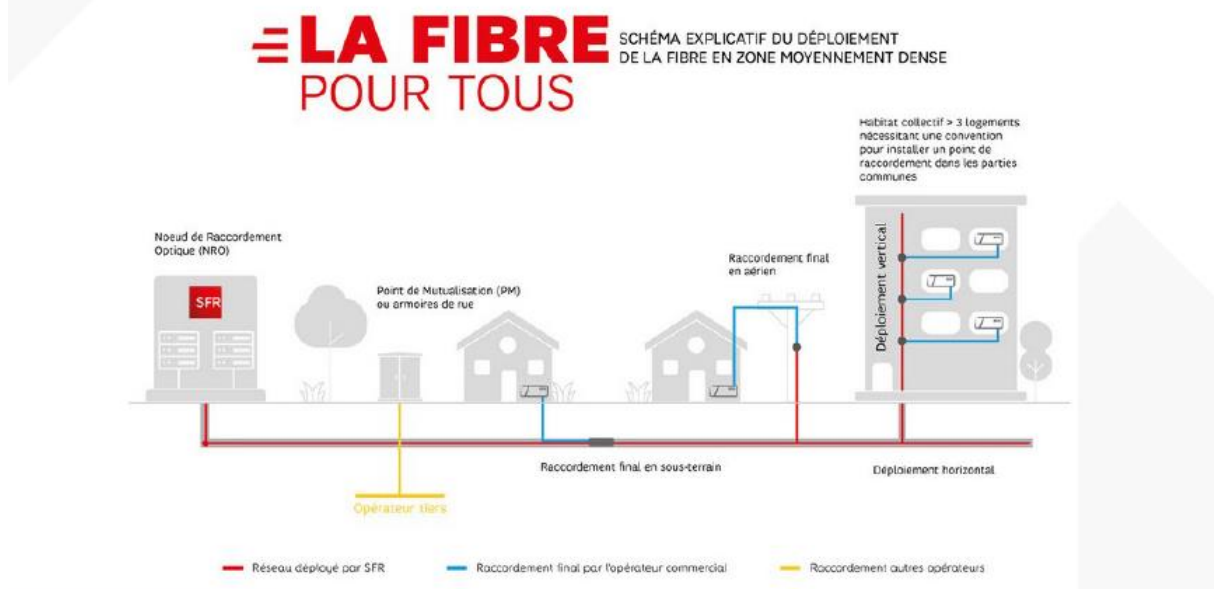 LA FIBRE
POUR TOUS
SCHÉMA EXPLICATIF DU DÉPLOIEMENT
DE LA FIBRE EN ZONE MOYENNEMENT DENSE
Habitat collectif > 3 logements
nécessitant une convention
pour installer un point de
raccordement dans les parties
communes
Noeud de Raccordement
Optique (NRO)
SFR
Point de Mutualisation (PM)
ou armoires de rue
Raccordement final
en aérien
Déploiement vertical
Raccordement final en sous-terrain
Déploiement horizontal
Opérateur tiers
Réseau déployé par SFR
Raccordement final par l'opérateur commercial
Raccordement autres opérateurs